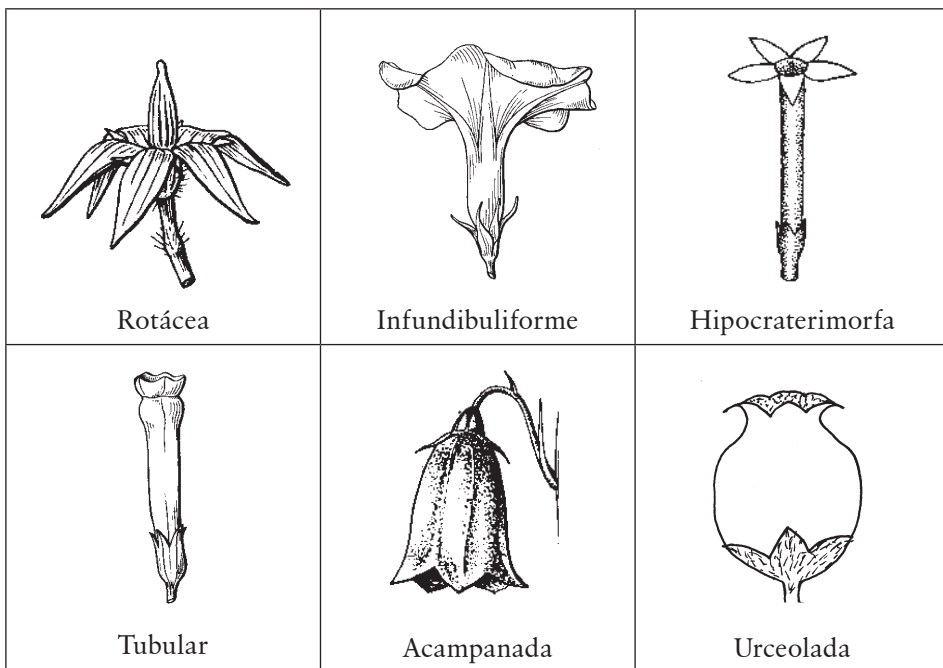 Rotácea
Infundibuliforme
Hipocraterimorfa
Tubular
Acampanada
Urceolada